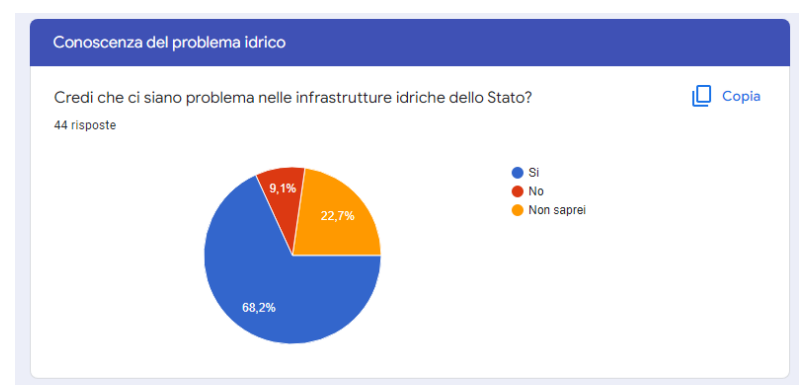 Conoscenza del problema idrico
Credi che ci siano problema nelle infrastrutture idriche dello Stato?
Copia
44 risposte
Si
No
Non saprei
9,1%
22,7%
68,2%